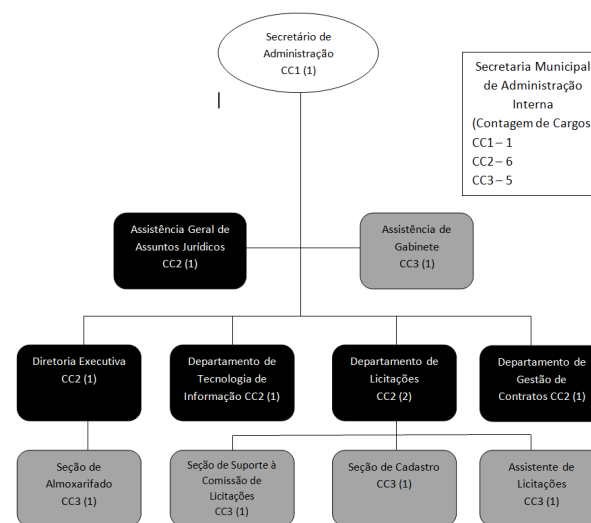 Secretário de
Administração
CC1 (1)
Secretaria Municipal
de Administração
Interna
(Contagem de Cargos
CC1 – 1
CC2 – 6
CC3 – 5
Assistência Geral de
Assuntos Jurídicos
CC2 (1)
Assistência de
Gabinete
CC3 (1)
Diretoria Executiva
CC2 (1)
Departamento de
Tecnologia de
Informação CC2 (1)
Departamento de
Licitações
CC2 (2)
Departamento de
Gestão de
Contratos CC2 (1)
Seção de
Almoxarifado
CC3 (1)
Seção de Suporte à
Comissão de
Licitações
CC3 (1)
Seção de Cadastro
CC3 (1)
Assistente de
Licitações
CC3 (1)